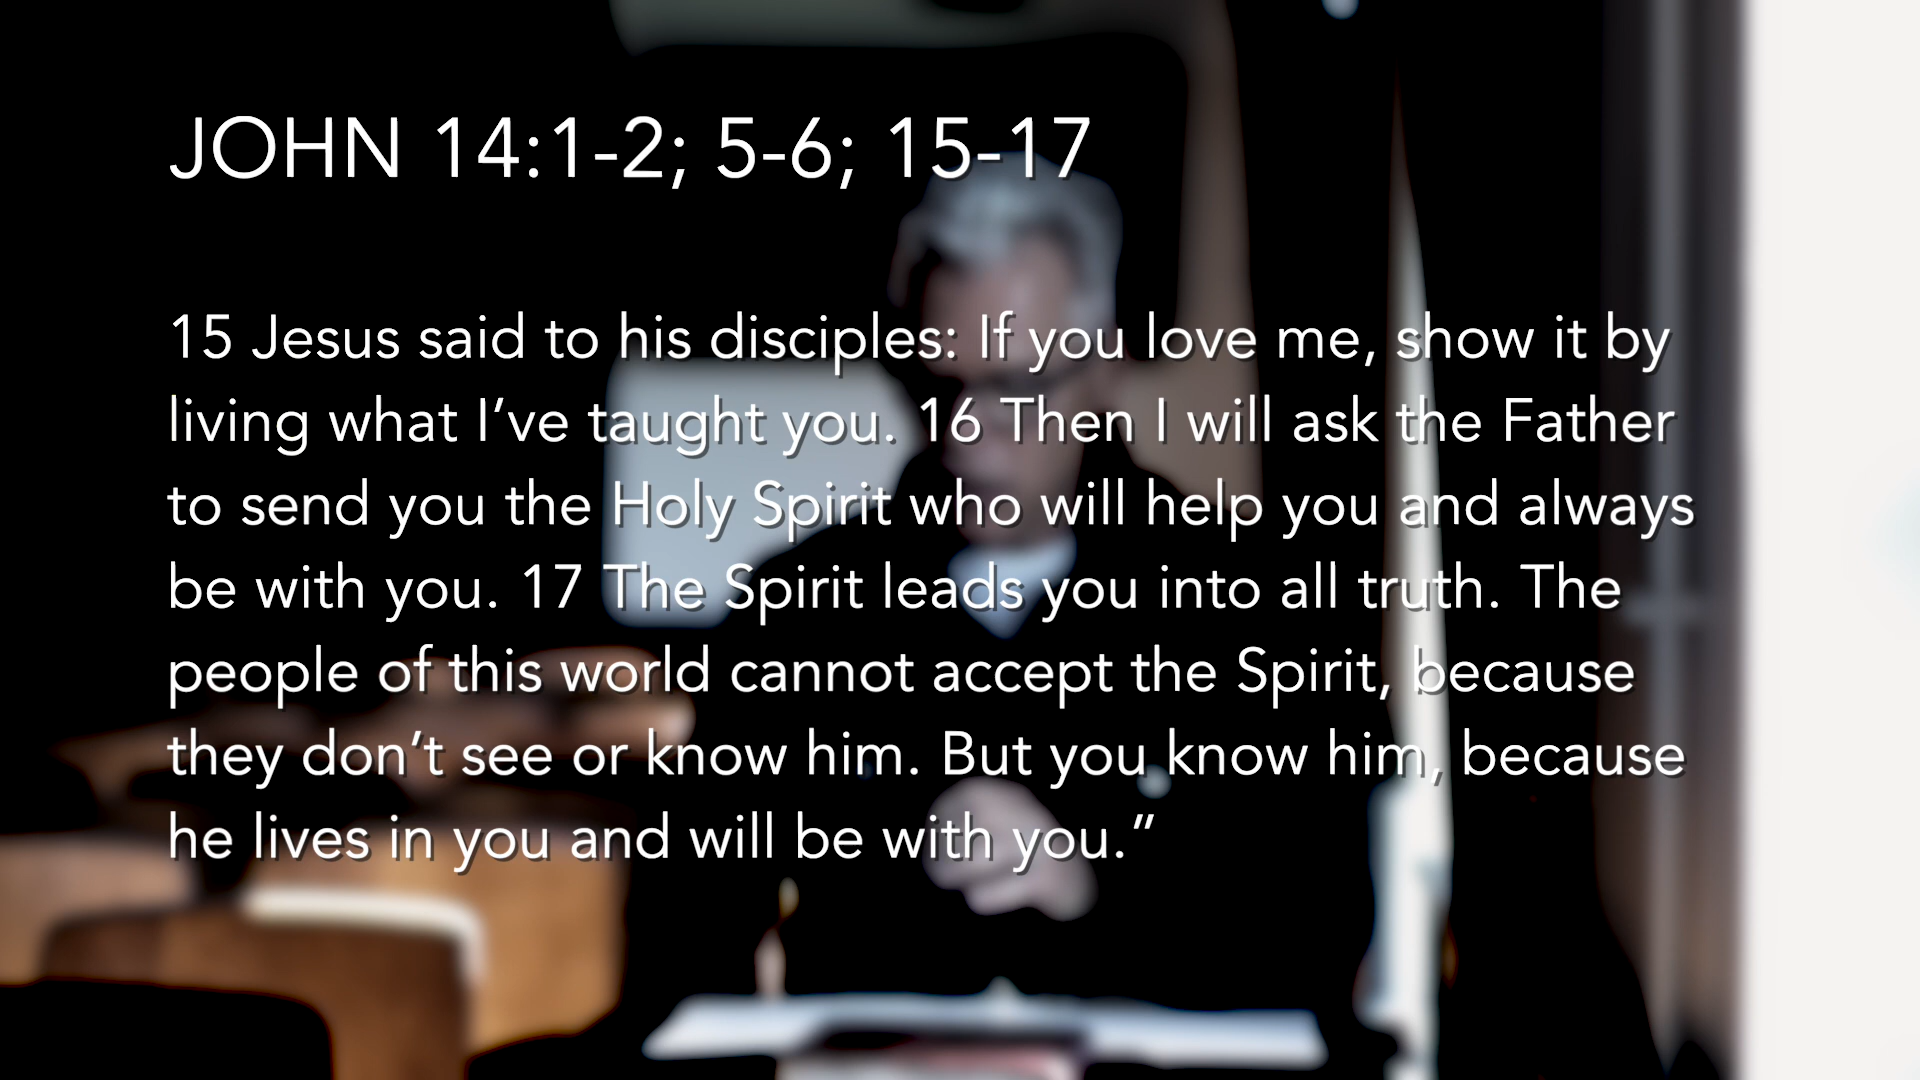 JOHN 14:1-2; 5-6; 15-17
15 Jesus said to his disciples: If you love me, show it by
living what I’ve taught you. 16 Then I will ask the Father
to send you the Holy Spirit who will help you and always
be with you. 17 The Spirit leads you into all truth. The
people of this world cannot accept the Spirit, because
they don’t see or know him. But you know him, because
he lives in you and will be with you.”